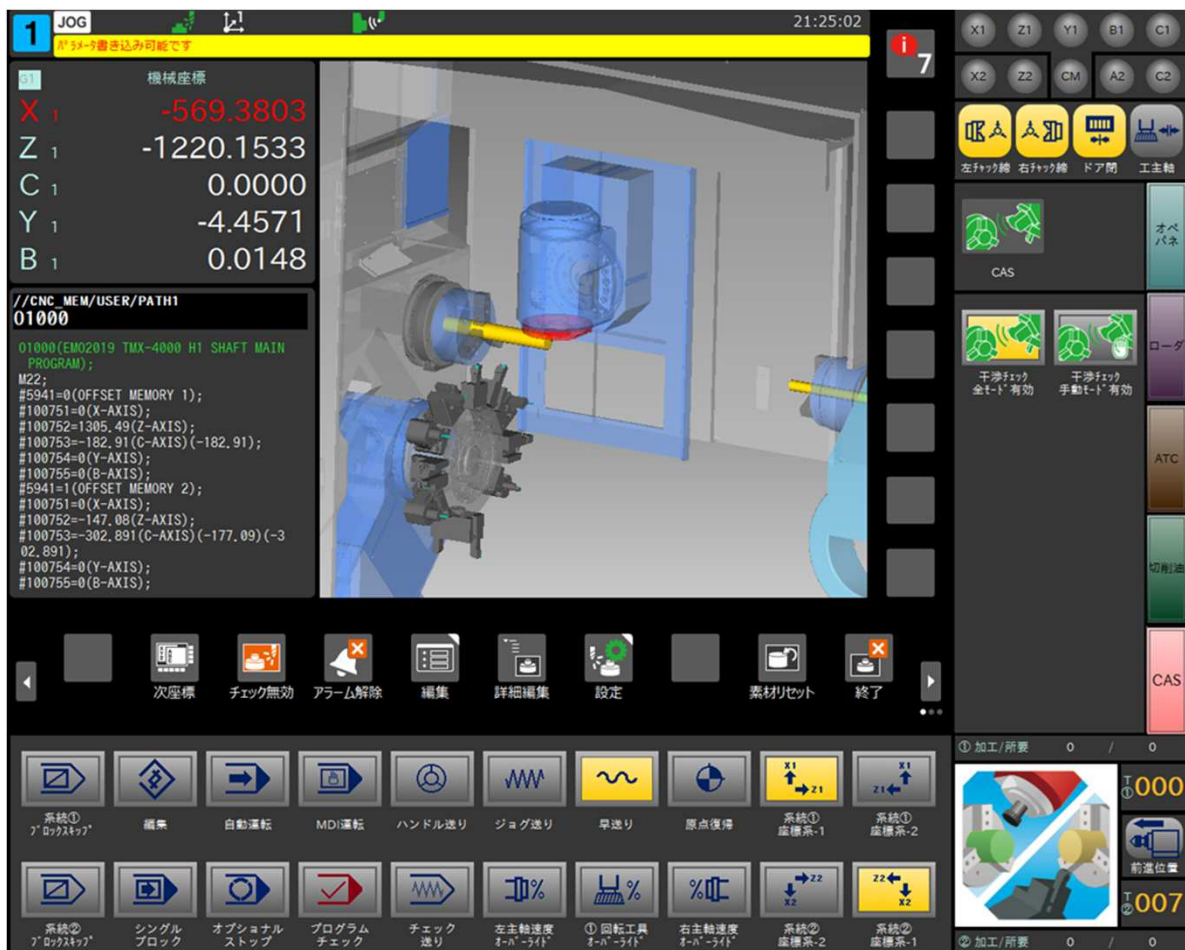 1
JOG
21:25:02
パラメータ書き込み可能です
G1
機械座標
X 1 -569.3803
Z 1 -1220.1533
C 1 0.0000
Y 1 -4.4571
B 1 0.0148
//CNC_MEM/USER/PATH1
O1000
O1000(EMO2019 TMX-4000 H1 SHAFT MAIN
PROGRAM);
M22;
#5941=0(OFFSET MEMORY 1);
#100751=0(X-AXIS);
#100752=1305.49(Z-AXIS);
#100753=-182.91(C-AXIS)(-182.91);
#100754=0(Y-AXIS);
#100755=0(B-AXIS);
#5941=1(OFFSET MEMORY 2);
#100751=0(X-AXIS);
#100752=-147.08(Z-AXIS);
#100753=-302.891(C-AXIS)(-177.09)(-3
02.891);
#100754=0(Y-AXIS);
#100755=0(B-AXIS);
i
7
X1 Z1 Y1 B1 C1
X2 Z2 CM A2 C2
左チャック締 右チャック締 ドア閉 工主軸
CAS
干渉チェック
全モード有効
干渉チェック
手動モード有効
オペ
パネ
ローダ
ATC
切削油
CAS
次座標 チェック無効 アラーム解除 編集 詳細編集 設定 素材リセット 終了
X1
Z1
X1
Z1
系統①
ブロックスキップ
編集
自動運転
MDI運転
ハンドル送り
ジョグ送り
早送り
原点復帰
系統①
座標系-1
系統①
座標系-2
%
%
%
Z2
X2
Z2
X2
系統②
ブロックスキップ
シングル
ブロック
オプショナル
ストップ
プログラム
チェック
チェック
送り
左主軸速度
オーバーライド
①回転工具
オーバーライド
右主軸速度
オーバーライド
系統②
座標系-2
系統②
座標系-1
① 加工/所要 0 / 0
T
① 000
前進位置
T
② 007
② 加工/所要 0 / 0